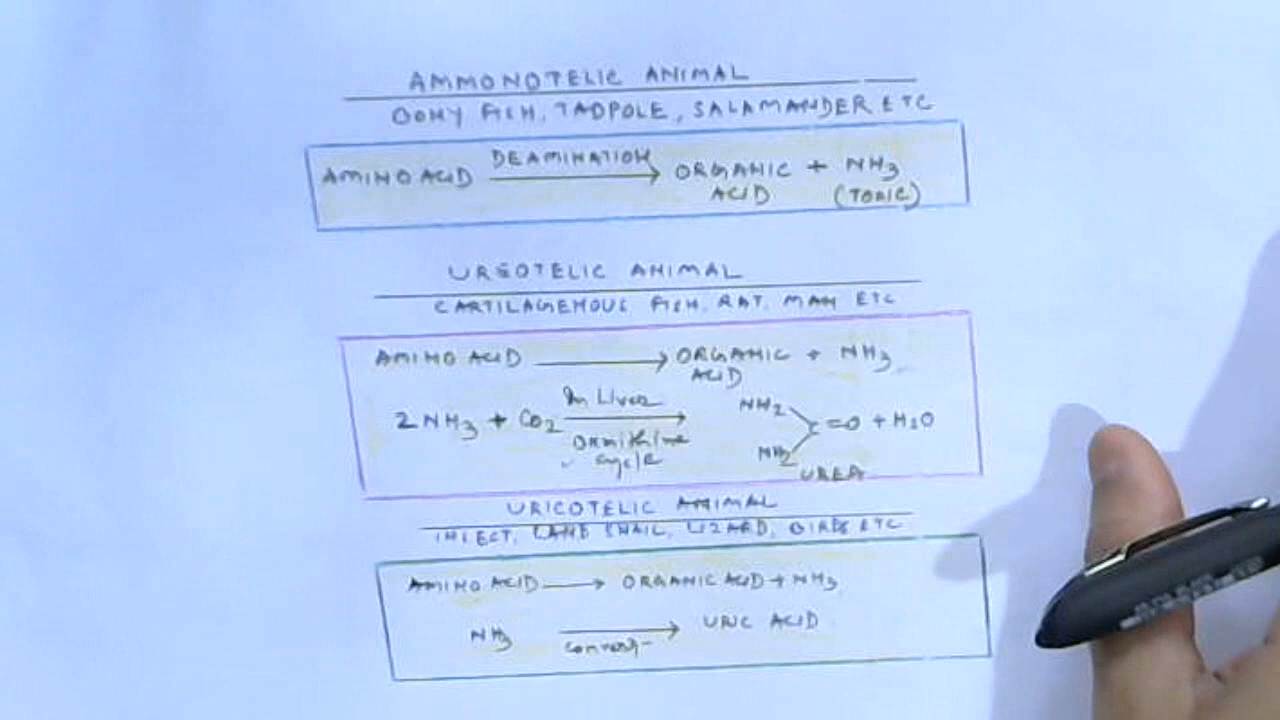 AMMONOTELIC ANIMAL
FISH, TADPOLE, SALAMANDER ETC
AMINO ACID DEAMINATION → ORGANIC ACID + NH3 (TOXIC)
UREOTELIC ANIMAL
CARTILAGENOUS FISH, RAT, MAN ETC
AMINO ACID → ORGANIC ACID + NH3
2NH3 + CO2 In Liver Ornithine cycle → NH2 NH2 C=O + H2O
UREA
URICOTELIC ANIMAL
INSECT, LAND SNAIL, LIZARD, BIRDS ETC
AMINO ACID → ORGANIC ACID + NH3
NH3 → URIC ACID